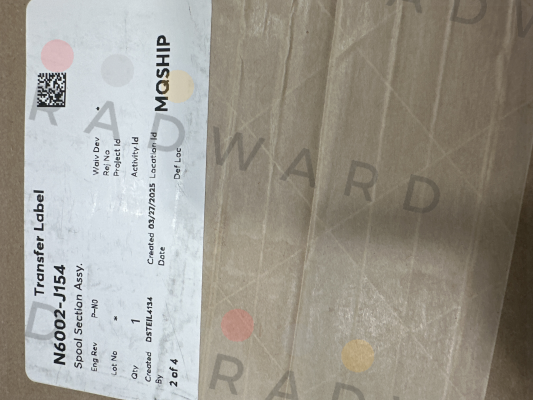 Transfer Label
N6002-J154
Spool Section Assy.
Eng Rev P-N0 Waiv Dev *
Rej No
Lot No * Project Id
Qty 1 Activity Id
Created By DSTEIL4134 Created Date 03/27/2025 Location Id MQSHIP
2 of 4 Def Loc
RADWARD
RADWARD
RADWARD